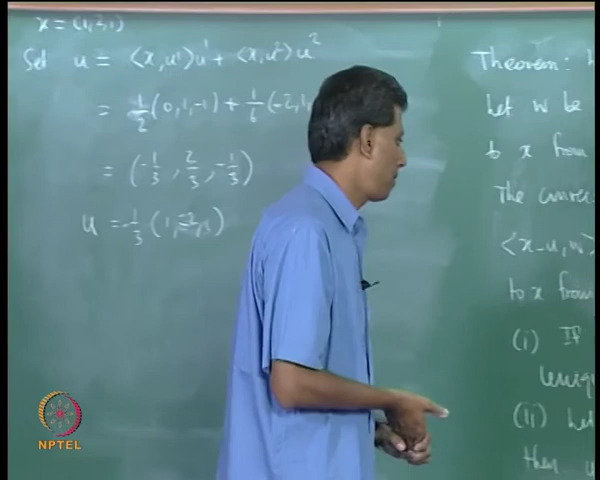 x = (1, 2, 1)
Set u = ⟨x, u¹⟩u¹ + ⟨x, u²⟩u²
= 1/2 (0, 1, -1) + 1/6 (-2, 1,
= (-1/3, 2/3, -1/3)
u = -1/3 (1, -2, 1)
Theorem:
Let W be
to x from
The conver
⟨x - u, w⟩
to x from
(i) If
uniq
(ii) Let
then u
NPTEL